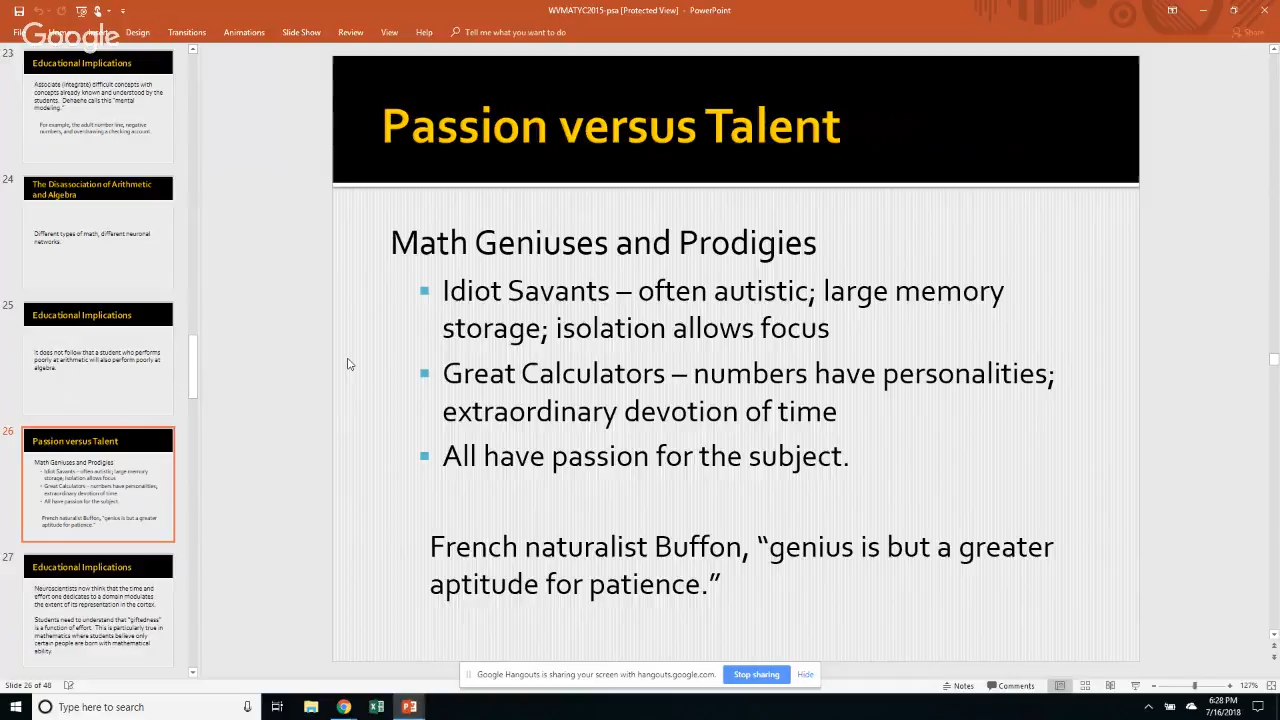 WVMATYC2015-psa [Protected View] - PowerPoint
File Home Insert Design Transitions Animations Slide Show Review View Help Tell me what you want to do Share
Google
23
Educational Implications
Associate (integrate) difficult concepts with
concepts already known and understood by the
students. Dehaene calls this "mental
modeling."
For example, the adult number line, negative
numbers, and overdrawing a checking account.
24
The Disassociation of Arithmetic
and Algebra
Different types of math, different neuronal
networks.
25
Educational Implications
It does not follow that a student who performs
poorly at arithmetic will also perform poorly at
algebra.
26
Passion versus Talent
Math Geniuses and Prodigies
Idiot Savants – often autistic; large memory
storage; isolation allows focus
Great Calculators – numbers have personalities;
extraordinary devotion of time
All have passion for the subject.
French naturalist Buffon, "genius is but a greater
aptitude for patience."
27
Educational Implications
Neuroscientists now think that the time and
effort one dedicates to a domain modulates
the extent of its representation in the cortex.
Students need to understand that "giftedness"
is a function of effort. This is particularly true in
mathematics where students believe only
certain people are born with mathematical
ability.
Passion versus Talent
Math Geniuses and Prodigies
Idiot Savants – often autistic; large memory
storage; isolation allows focus
Great Calculators – numbers have personalities;
extraordinary devotion of time
All have passion for the subject.
French naturalist Buffon, “genius is but a greater
aptitude for patience.”
Google Hangouts is sharing your screen with hangouts.google.com. Stop sharing Hide
Slide 26 of 48 Notes Comments 127%
Type here to search 6:28 PM
7/16/2018